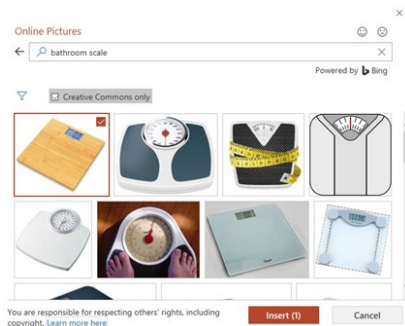 Online Pictures
bathroom scale
Powered by Bing
Creative Commons only
You are responsible for respecting others' rights, including
copyright. Learn more here
Insert (1)
Cancel